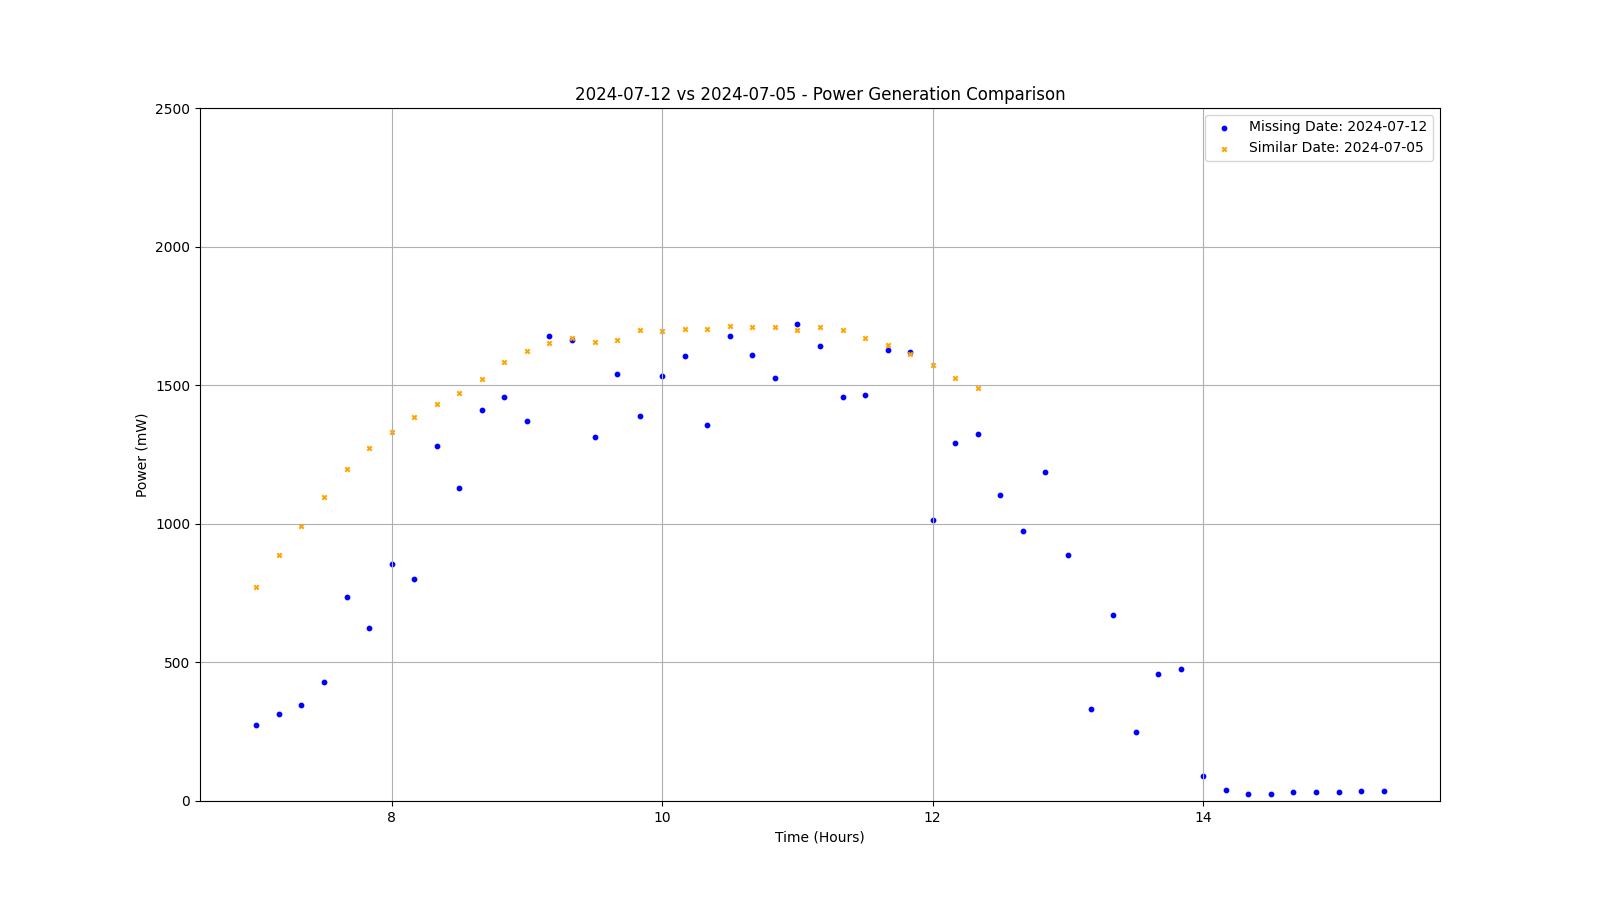 2024-07-12 vs 2024-07-05 - Power Generation Comparison
2500
2000
1500
1000
500
0
Power (mW)
Missing Date: 2024-07-12
Similar Date: 2024-07-05
8
10
12
14
Time (Hours)